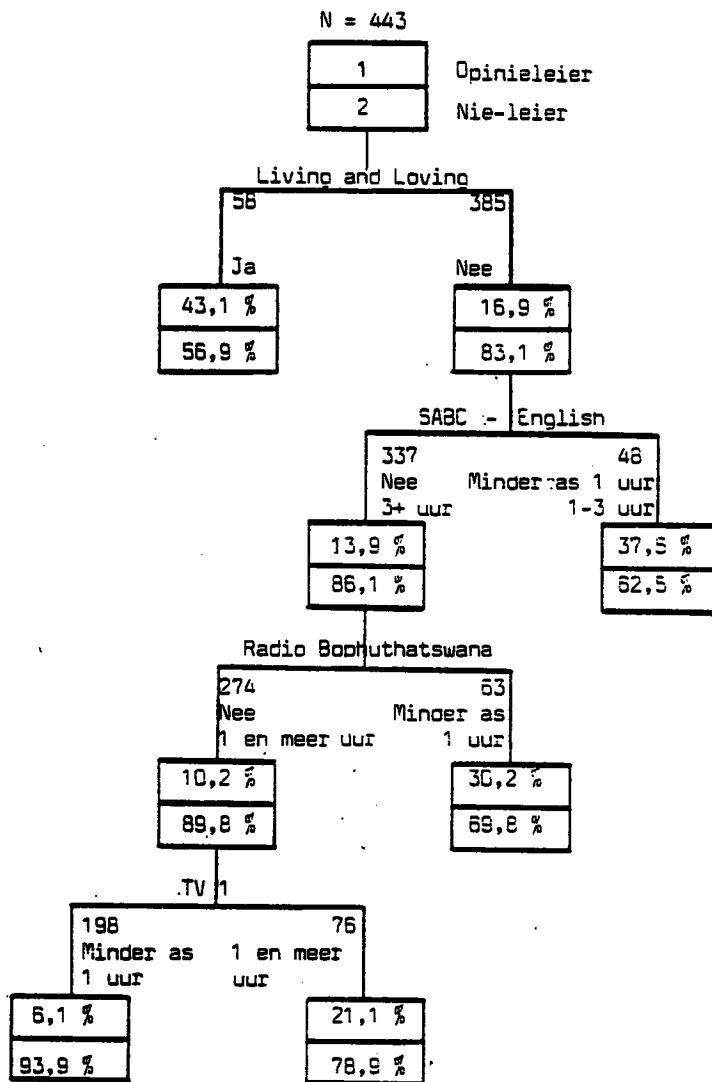 N = 443
1 Opinieleier
2 Nie-leier
Living and Loving
58 385
Ja Nee
43,1 % 16,9 %
56,9 % 83,1 %
SABC - English
337 48
Nee Minder as 1 uur
3+ uur 1-3 uur
13,9 % 37,5 %
86,1 % 62,5 %
Radio Bophuthatswana
274 63
Nee Minder as
1 en meer uur 1 uur
10,2 % 30,2 %
89,8 % 69,8 %
TV 1
198 76
Minder as 1 en meer
1 uur uur
6,1 % 21,1 %
93,9 % 78,9 %